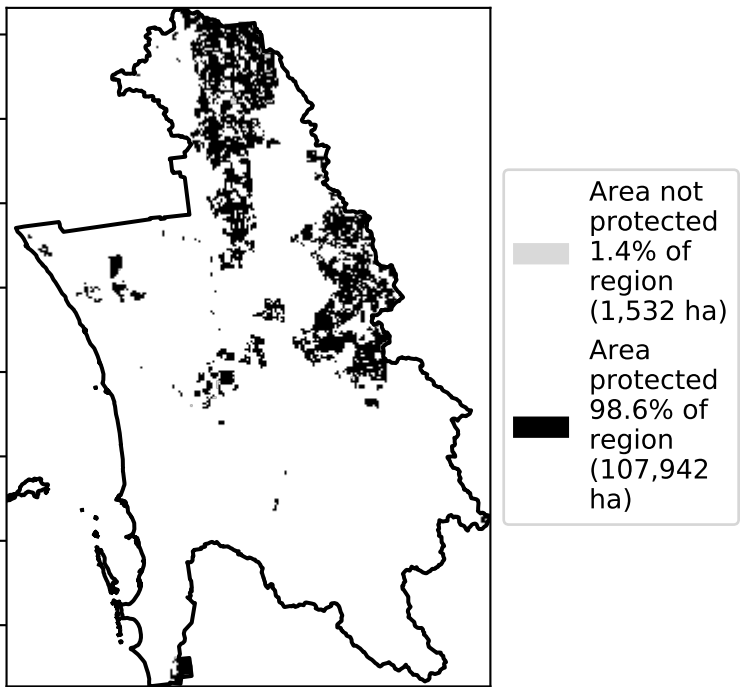 Area not
protected
1.4% of
region
(1,532 ha)
Area
protected
98.6% of
region
(107,942
ha)